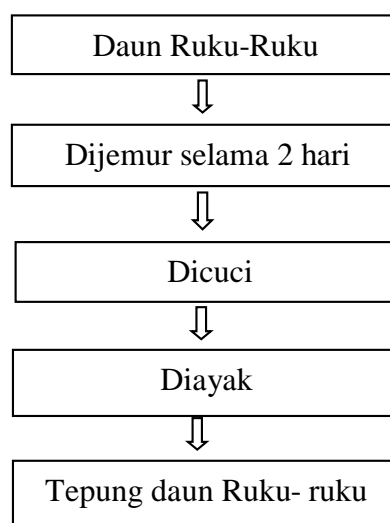 Daun Ruku-Ruku
Dijemur selama 2 hari
Dicuci
Diayak
Tepung daun Ruku- ruku